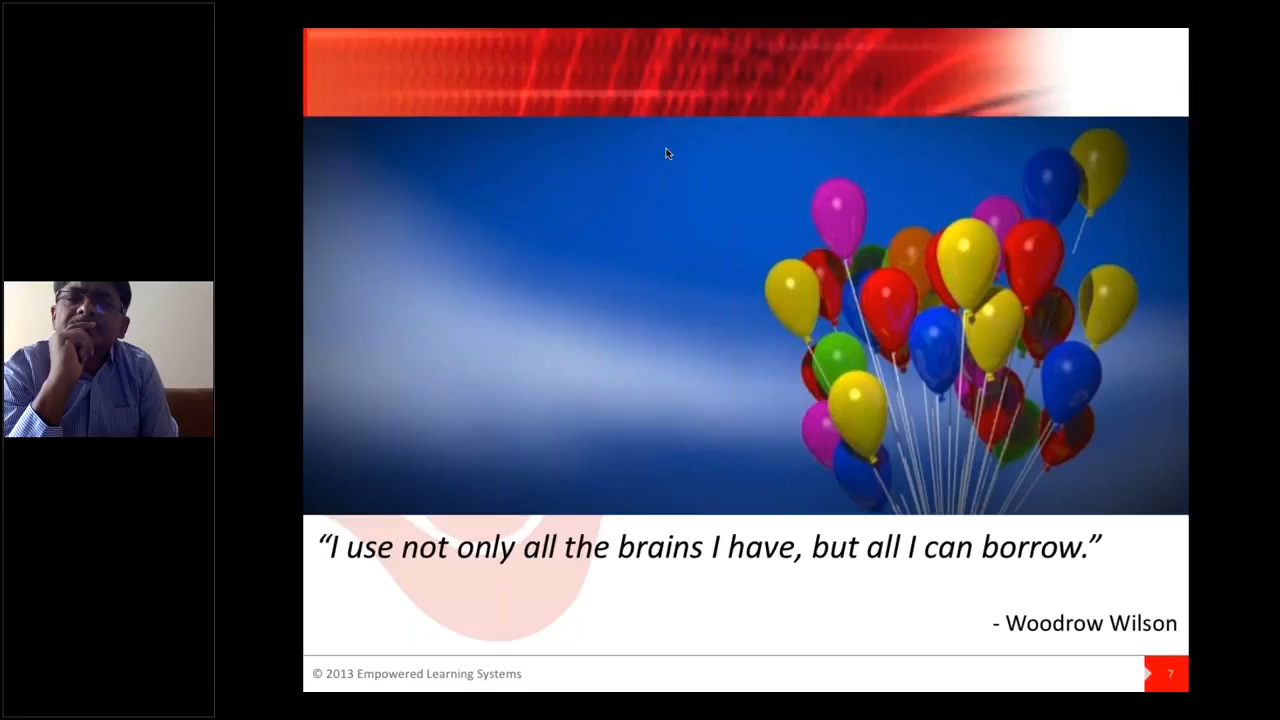 “I use not only all the brains I have, but all I can borrow.”
- Woodrow Wilson
© 2013 Empowered Learning Systems
7